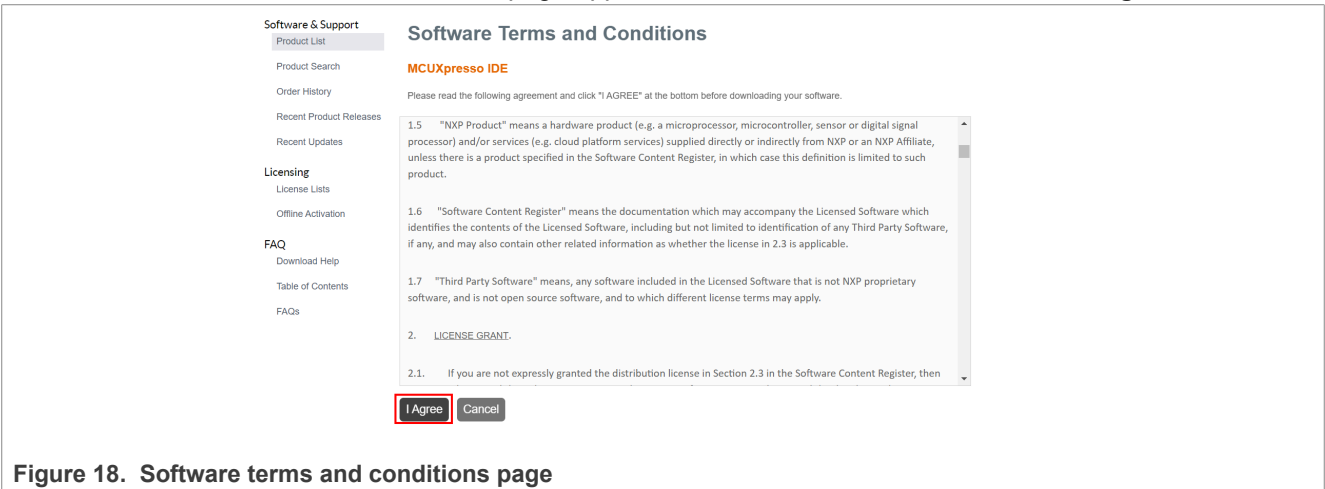 Software & Support
Product List
Product Search
Order History
Recent Product Releases
Recent Updates
Licensing
License Lists
Offline Activation
FAQ
Download Help
Table of Contents
FAQs
Software Terms and Conditions
MCUXpresso IDE
Please read the following agreement and click "I AGREE" at the bottom before downloading your software.
1.5 "NXP Product" means a hardware product (e.g. a microprocessor, microcontroller, sensor or digital signal
processor) and/or services (e.g. cloud platform services) supplied directly or indirectly from NXP or an NXP Affiliate,
unless there is a product specified in the Software Content Register, in which case this definition is limited to such
product.
1.6 "Software Content Register" means the documentation which may accompany the Licensed Software which
identifies the contents of the Licensed Software, including but not limited to identification of any Third Party Software,
if any, and may also contain other related information as whether the license in 2.3 is applicable.
1.7 "Third Party Software" means, any software included in the Licensed Software that is not NXP proprietary
software, and is not open source software, and to which different license terms may apply.
2. LICENSE GRANT.
2.1. If you are not expressly granted the distribution license in Section 2.3 in the Software Content Register, then
I Agree Cancel
Figure 18. Software terms and conditions page